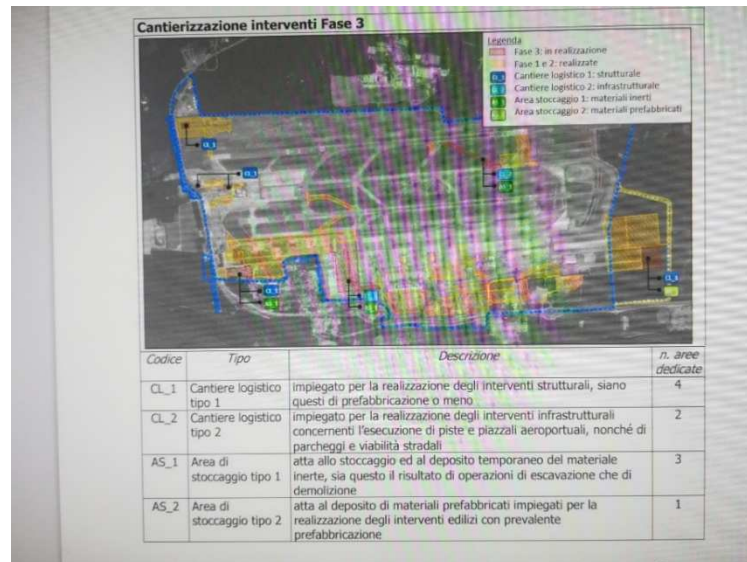 Cantierizzazione interventi Fase 3
Legenda
Fase 3: in realizzazione
Fase 1 e 2: realizzate
Cantiere logistico 1: strutturale
Cantiere logistico 2: infrastrutturale
Area stoccaggio 1: materiali inerti
Area stoccaggio 2: materiali prefabbricati
Codice Tipo Descrizione n. aree
dedicate
CL_1 Cantiere logistico impiegato per la realizzazione degli interventi strutturali, siano 4
tipo 1 questi di prefabbricazione o meno
CL_2 Cantiere logistico impiegato per la realizzazione degli interventi infrastrutturali 2
tipo 2 concernenti l'esecuzione di piste e piazzali aeroportuali, nonché di
parcheggi e viabilità stradali
AS_1 Area di atta allo stoccaggio ed al deposito temporaneo del materiale 3
stoccaggio tipo 1 inerte, sia questo il risultato di operazioni di escavazione che di
demolizione
AS_2 Area di atta al deposito di materiali prefabbricati impiegati per la 1
stoccaggio tipo 2 realizzazione degli interventi edilizi con prevalente
prefabbricazione